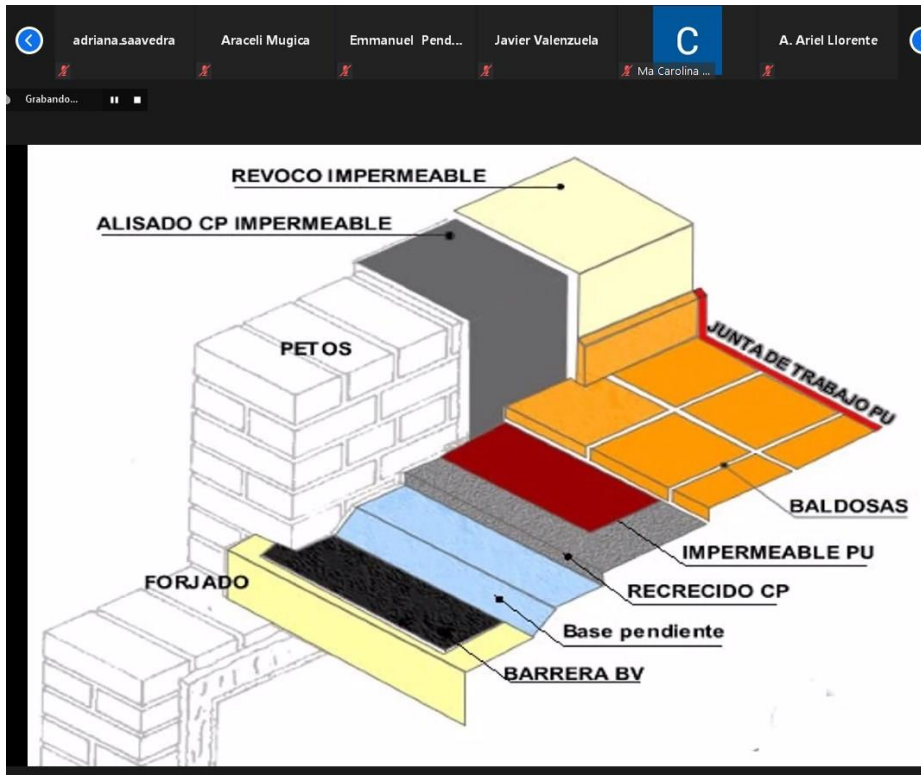 adriana.saavedra
Araceli Mugica
Emmanuel Pend...
Javier Valenzuela
C
Ma Carolina ...
A. Ariel Llorente
Grabando...
REVOCO IMPERMEABLE
ALISADO CP IMPERMEABLE
PETOS
JUNTA DE TRABAJO PU
BALDOSAS
IMPERMEABLE PU
FORJADO
RECRECIDO CP
Base pendiente
BARRERA BV